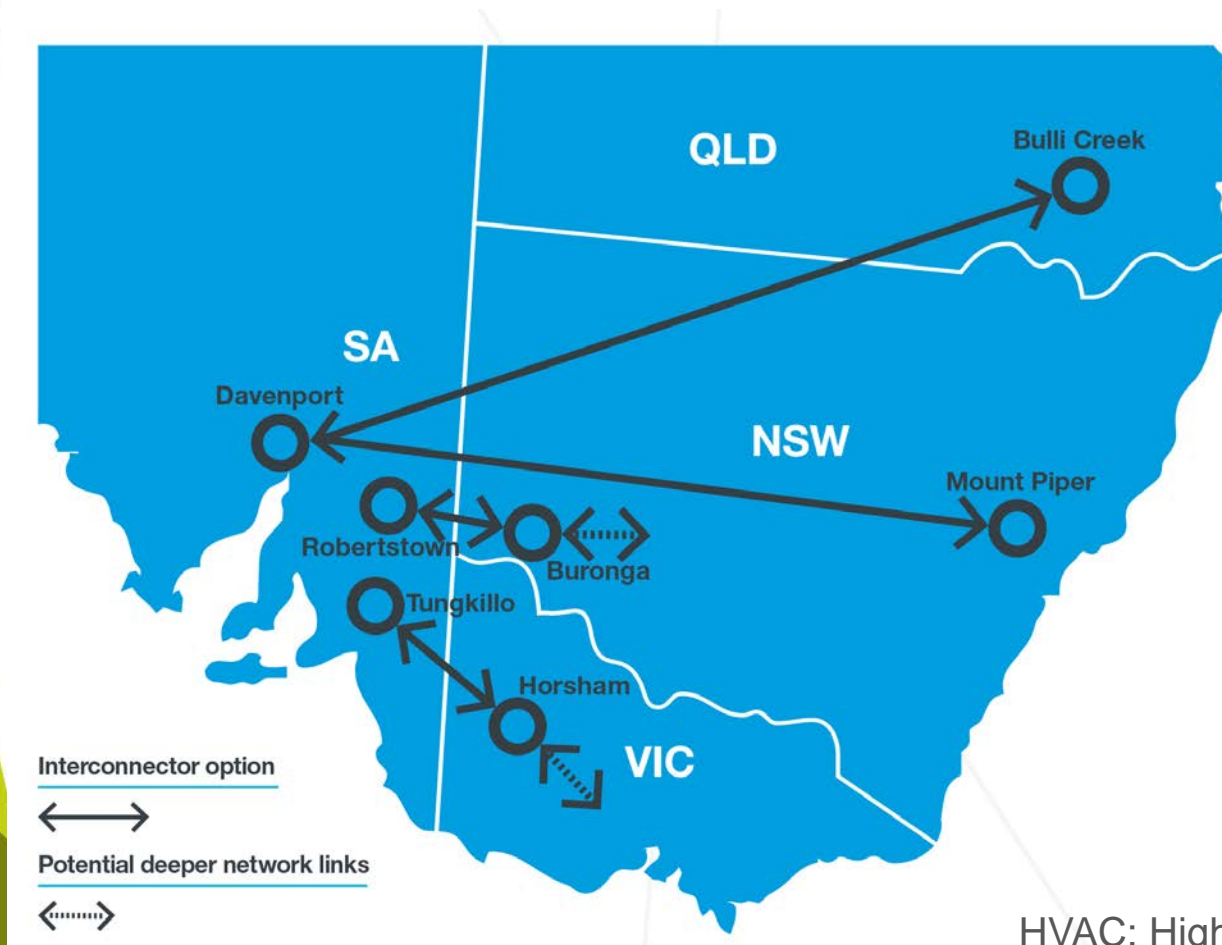 QLD
Bulli Creek
SA
Davenport
NSW
Mount Piper
Robertstown
Buronga
Tungkillo
Horsham
VIC
Interconnector option
Potential deeper network links
HVAC: High